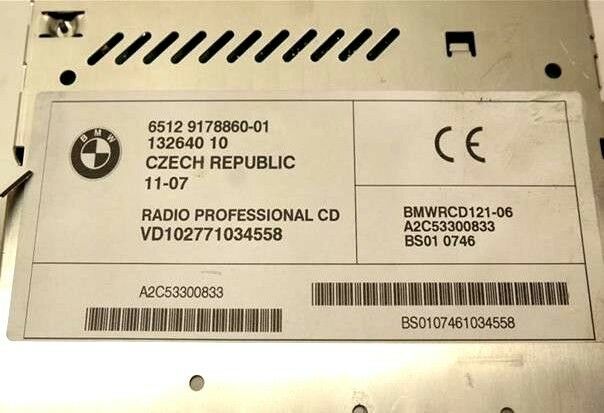 BMW
6512 9178860-01
132640 10
CZECH REPUBLIC
11-07
RADIO PROFESSIONAL CD
VD102771034558
CE
BMWRCD121-06
A2C53300833
BS01 0746
A2C53300833
BS0107461034558